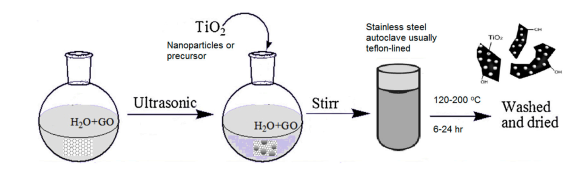 TiO2
Nanoparticles or
precursor
Stainless steel
autoclave usually
teflon-lined
H2O+GO
Ultrasonic
H2O+GO
Stirr
120-200 ºC
6-24 hr
Washed
and dried
TiO2
OH
OH
OH